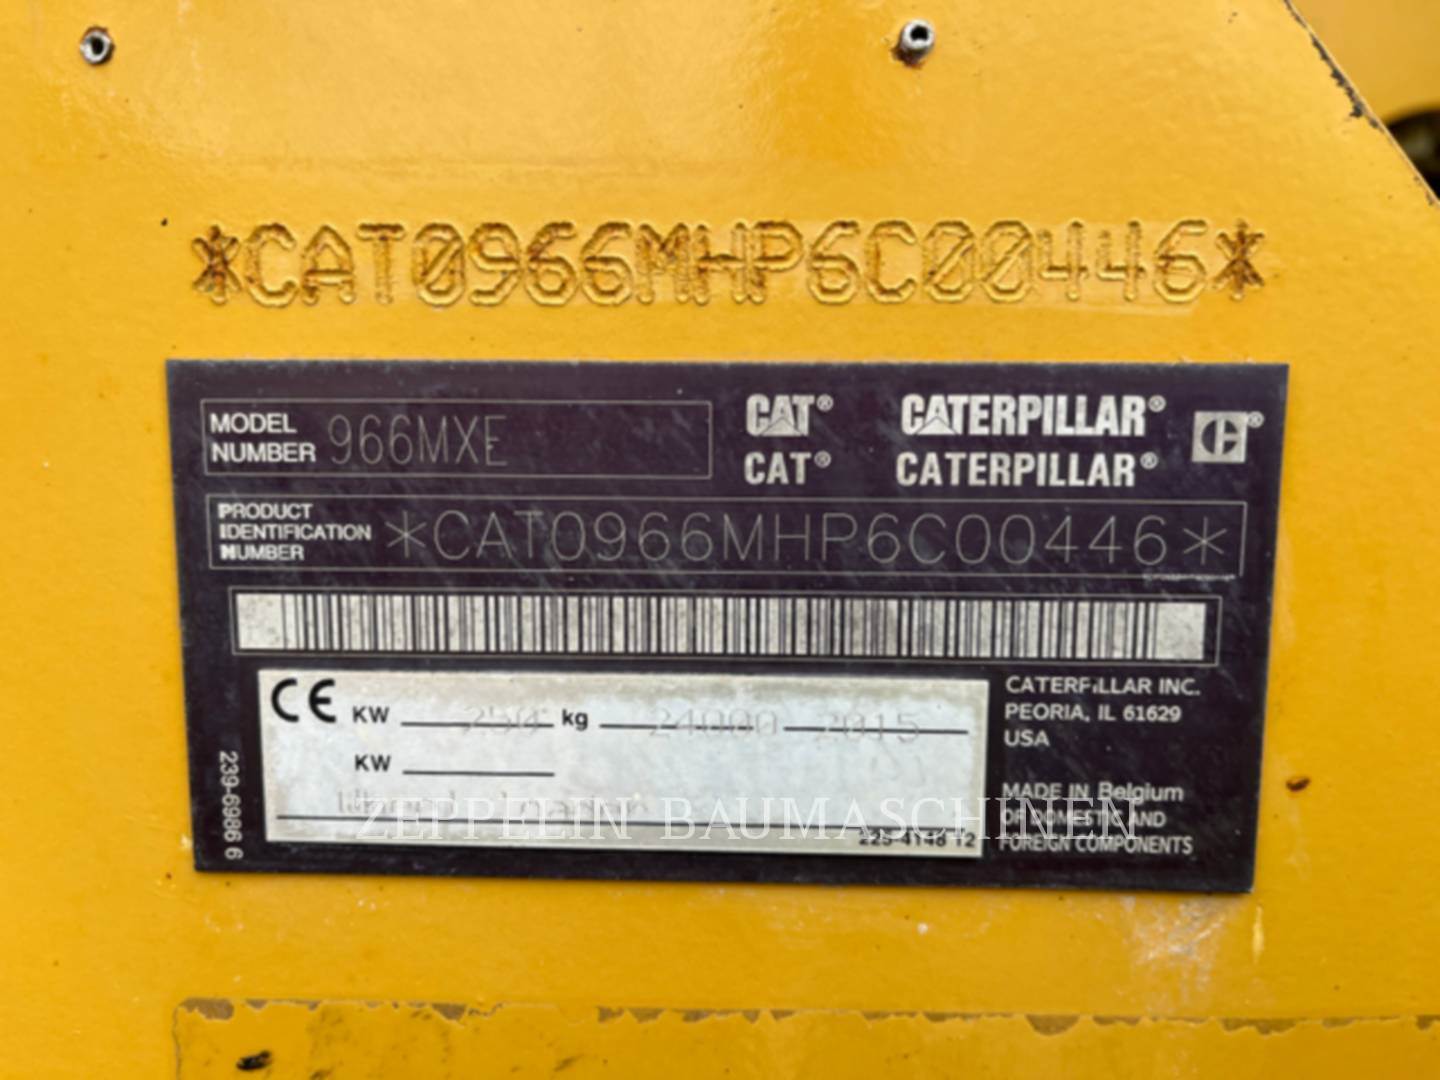 *CAT0966MHP6C00446*
MODEL NUMBER 966MXE
CAT® CATERPILLAR®
CAT® CATERPILLAR®
PRODUCT IDENTIFICATION NUMBER *CAT0966MHP6C00446*
CE KW 254 kg 24000 2015
KW
225-4148 12
CATERPILLAR INC.
PEORIA, IL 61629
USA
MADE IN Belgium
OF DOMESTIC AND
FOREIGN COMPONENTS
239-6986 6
ZEPPELIN BAUMASCHINEN